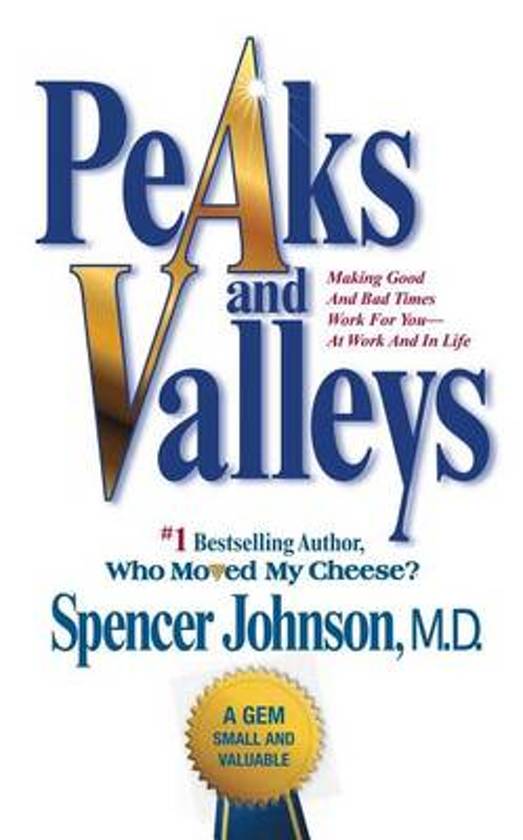 PeAks
and
Valleys
Making Good
And Bad Times
Work For You—
At Work And In Life
#1 Bestselling Author,
Who Moved My Cheese?
Spencer Johnson, M.D.
A GEM
SMALL AND
VALUABLE